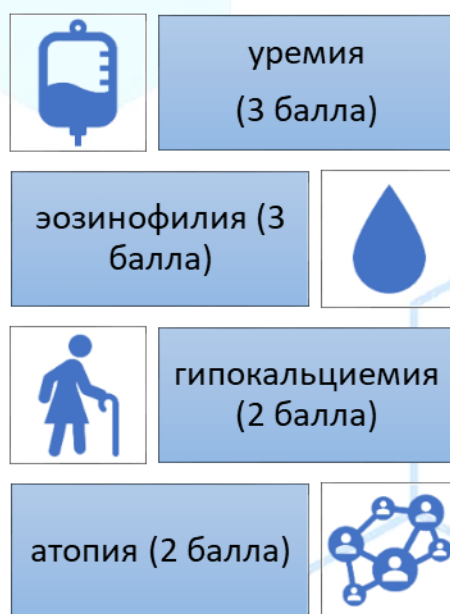 уремия
(3 балла)
эозинофилия (3
балла)
гипокальциемия
(2 балла)
атопия (2 балла)